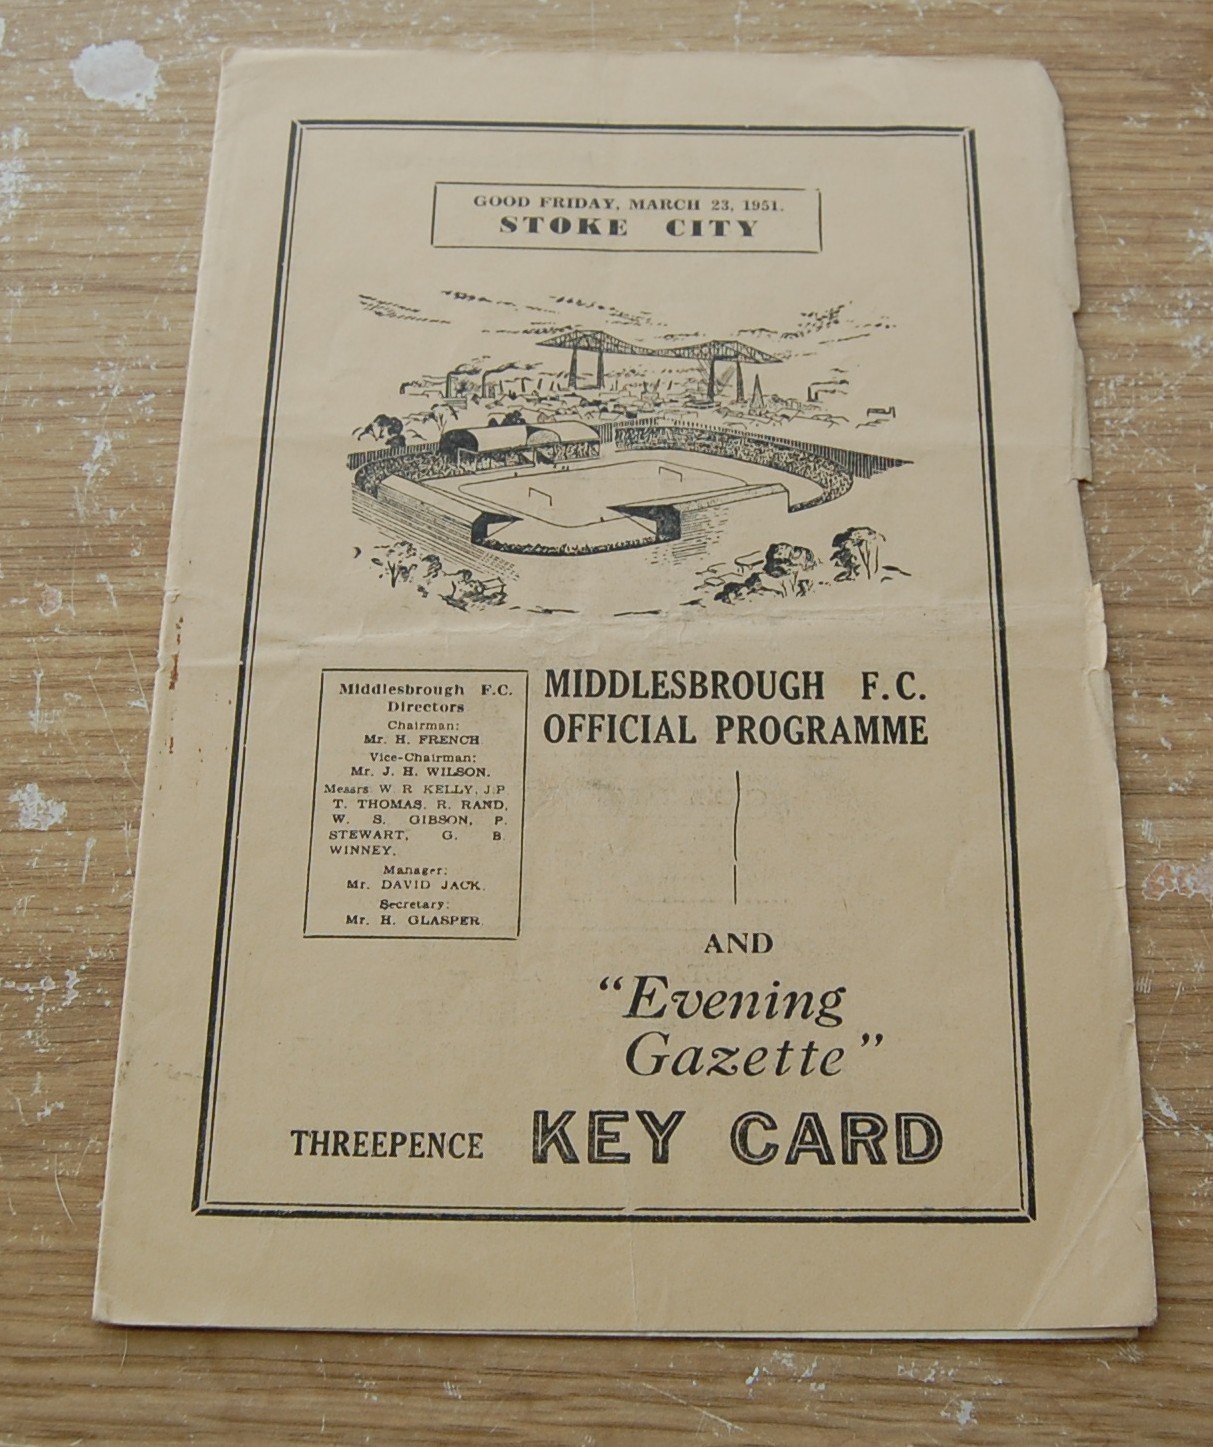 GOOD FRIDAY, MARCH 23, 1951.
STOKE CITY
Middlesbrough F.C.
Directors
Chairman:
Mr. H. FRENCH
Vice-Chairman:
Mr. J. H. WILSON.
Messrs W. R KELLY, J.P
T. THOMAS. R. RAND,
W. S. GIBSON, P.
STEWART, G. B.
WINNEY.
Manager:
Mr. DAVID JACK.
Secretary:
Mr. H. GLASPER.
MIDDLESBROUGH F.C.
OFFICIAL PROGRAMME
AND
"Evening
Gazette"
THREEPENCE KEY CARD